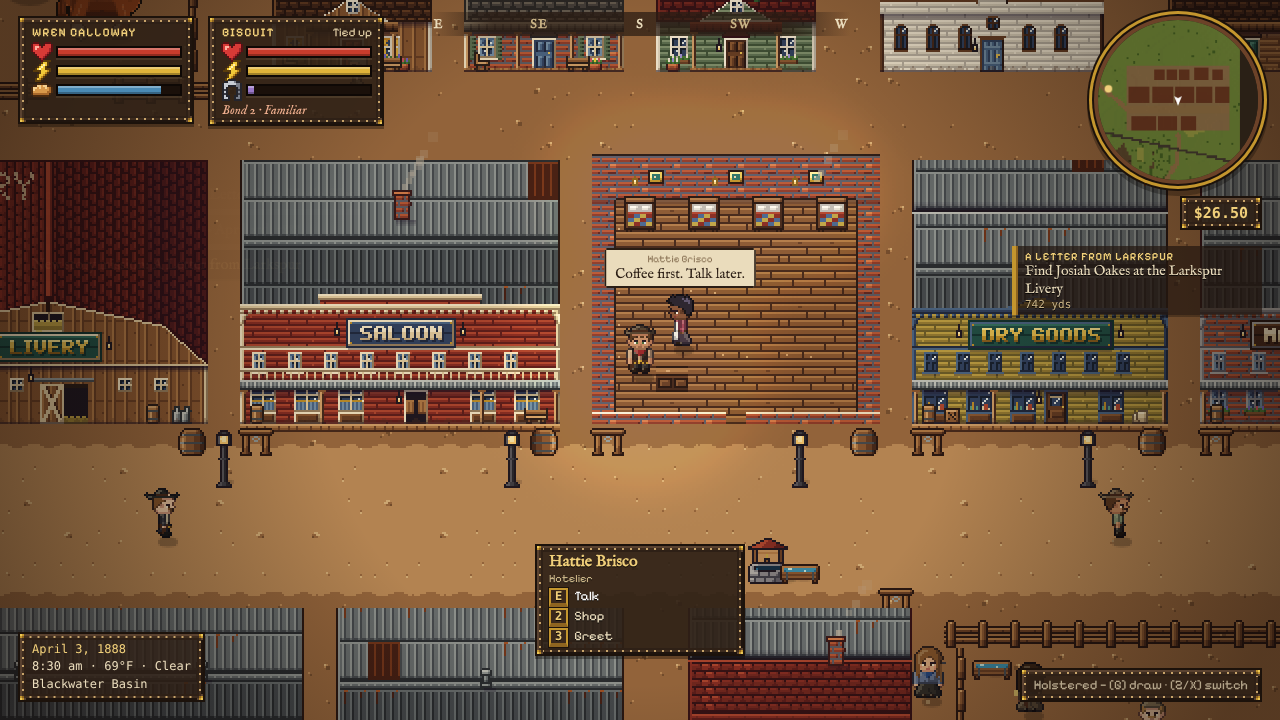 E
SE
S
SW
W
WREN CALLOWAY
BISCUIT
Tied up
Bond 2 · Familiar
$26.50
A LETTER FROM LARKSPUR
Find Josiah Oakes at the Larkspur
Livery
742 yds
Hattie Brisco
Coffee first. Talk later.
LIVERY
SALOON
DRY GOODS
Hattie Brisco
Hotelier
E Talk
2 Shop
3 Greet
April 3, 1888
8:30 am · 69°F · Clear
Blackwater Basin
Holstered - (G) draw · (Z/X) switch